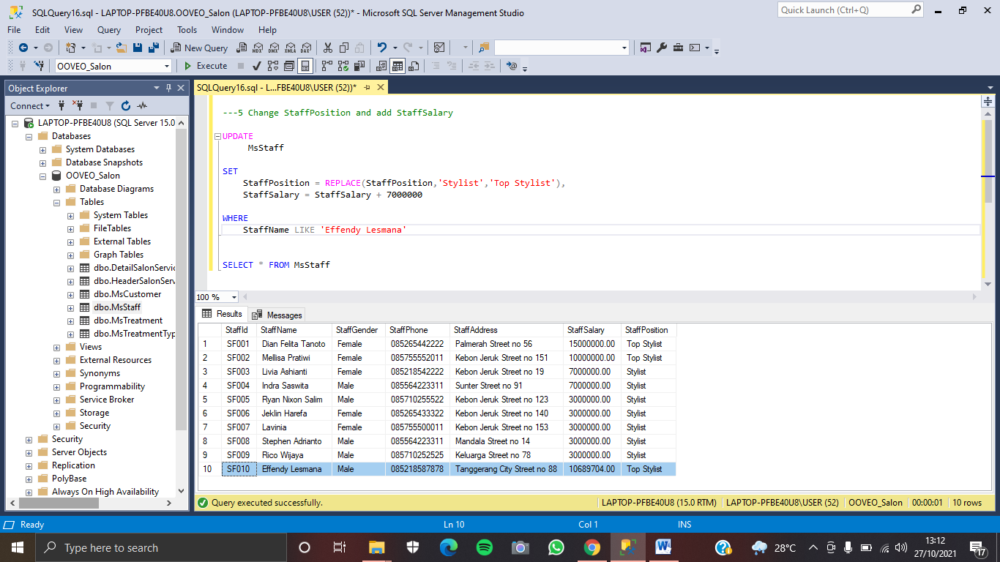 SQLQuery16.sql - LAPTOP-PFBE40U8.OOVEO_Salon (LAPTOP-PFBE40U8\USER (52))* - Microsoft SQL Server Management Studio
Quick Launch (Ctrl+Q)
File Edit View Query Project Tools Window Help
New Query MDX DMX XMLA DAX
OOVEO_Salon Execute
Object Explorer
Connect
LAPTOP-PFBE40U8 (SQL Server 15.0
Databases
System Databases
Database Snapshots
OOVEO_Salon
Database Diagrams
Tables
System Tables
FileTables
External Tables
Graph Tables
dbo.DetailSalonServic
dbo.HeaderSalonServ
dbo.MsCustomer
dbo.MsStaff
dbo.MsTreatment
dbo.MsTreatmentTyp
Views
External Resources
Synonyms
Programmability
Service Broker
Storage
Security
Security
Server Objects
Replication
PolyBase
Always On High Availability
SQLQuery16.sql - L...FBE40U8\USER (52))*
---5 Change StaffPosition and add StaffSalary
UPDATE
MsStaff
SET
StaffPosition = REPLACE(StaffPosition,'Stylist','Top Stylist'),
StaffSalary = StaffSalary + 7000000
WHERE
StaffName LIKE 'Effendy Lesmana'
SELECT * FROM MsStaff
100 %
Results Messages
StaffId StaffName StaffGender StaffPhone StaffAddress StaffSalary StaffPosition
1 SF001 Dian Felita Tanoto Female 085265442222 Palmerah Street no 56 15000000.00 Top Stylist
2 SF002 Mellisa Pratiwi Female 085755552011 Kebon Jeruk Street no 151 10000000.00 Top Stylist
3 SF003 Livia Ashianti Female 085218542222 Kebon Jeruk Street no 19 7000000.00 Stylist
4 SF004 Indra Saswita Male 085564223311 Sunter Street no 91 7000000.00 Stylist
5 SF005 Ryan Nixon Salim Male 085710255522 Kebon Jeruk Street no 123 3000000.00 Stylist
6 SF006 Jeklin Harefa Female 085265433322 Kebon Jeruk Street no 140 3000000.00 Stylist
7 SF007 Lavinia Female 085755500011 Kebon Jeruk Street no 153 3000000.00 Stylist
8 SF008 Stephen Adrianto Male 085564223311 Mandala Street no 14 3000000.00 Stylist
9 SF009 Rico Wijaya Male 085710252525 Keluarga Street no 78 3000000.00 Stylist
10 SF010 Effendy Lesmana Male 085218587878 Tanggerang City Street no 88 10689704.00 Top Stylist
Query executed successfully. LAPTOP-PFBE40U8 (15.0 RTM) LAPTOP-PFBE40U8\USER (52) OOVEO_Salon 00:00:01 10 rows
Ready Ln 10 Col 1 INS
Type here to search 28°C 13:12
27/10/2021 17